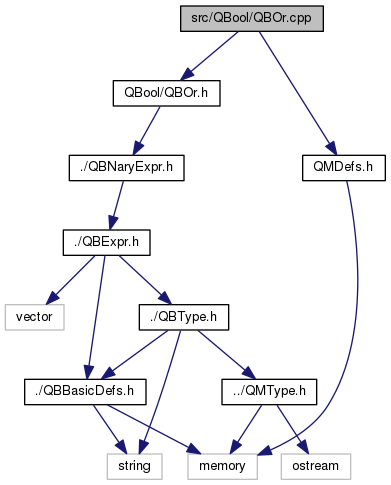 src/QBool/QBOr.cpp
QBool/QBOr.h
./QBNaryExpr.h
QMDefs.h
./QBExpr.h
vector
./QBType.h
./QBBasicDefs.h
../QMType.h
string
memory
ostream